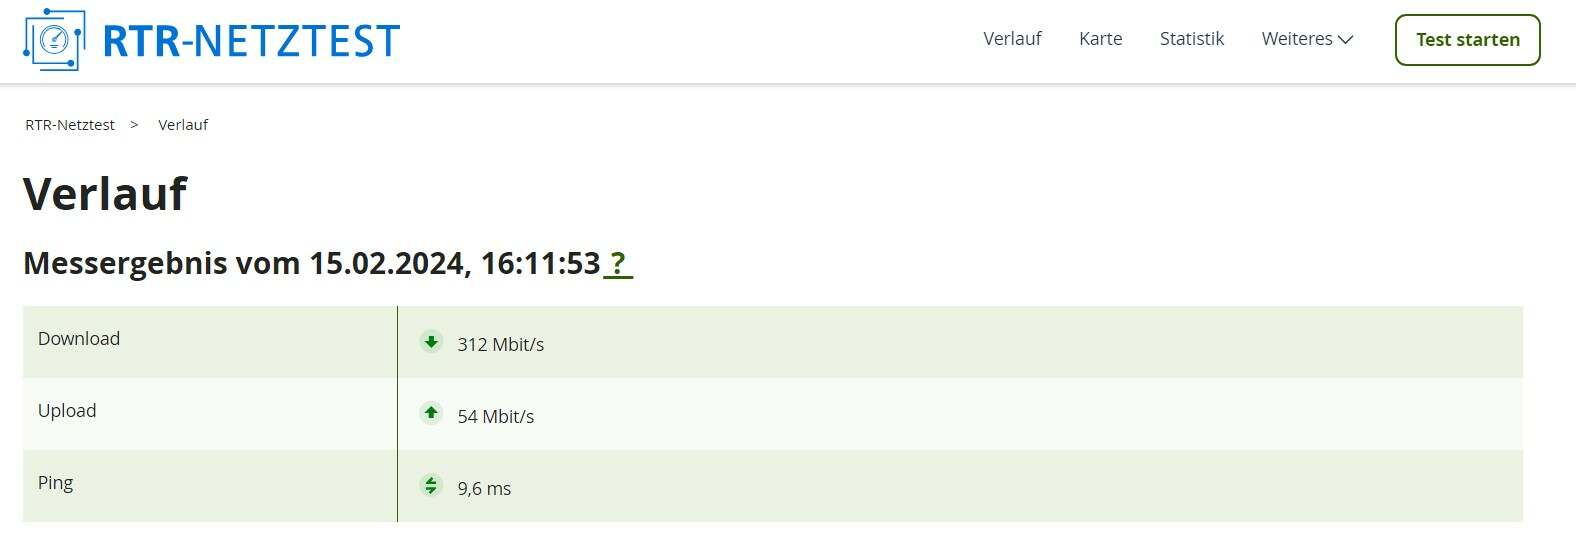 RTR-NETZTEST
Verlauf Karte Statistik Weiteres Test starten
RTR-Netztest > Verlauf
Verlauf
Messergebnis vom 15.02.2024, 16:11:53 ?
Download 312 Mbit/s
Upload 54 Mbit/s
Ping 9,6 ms